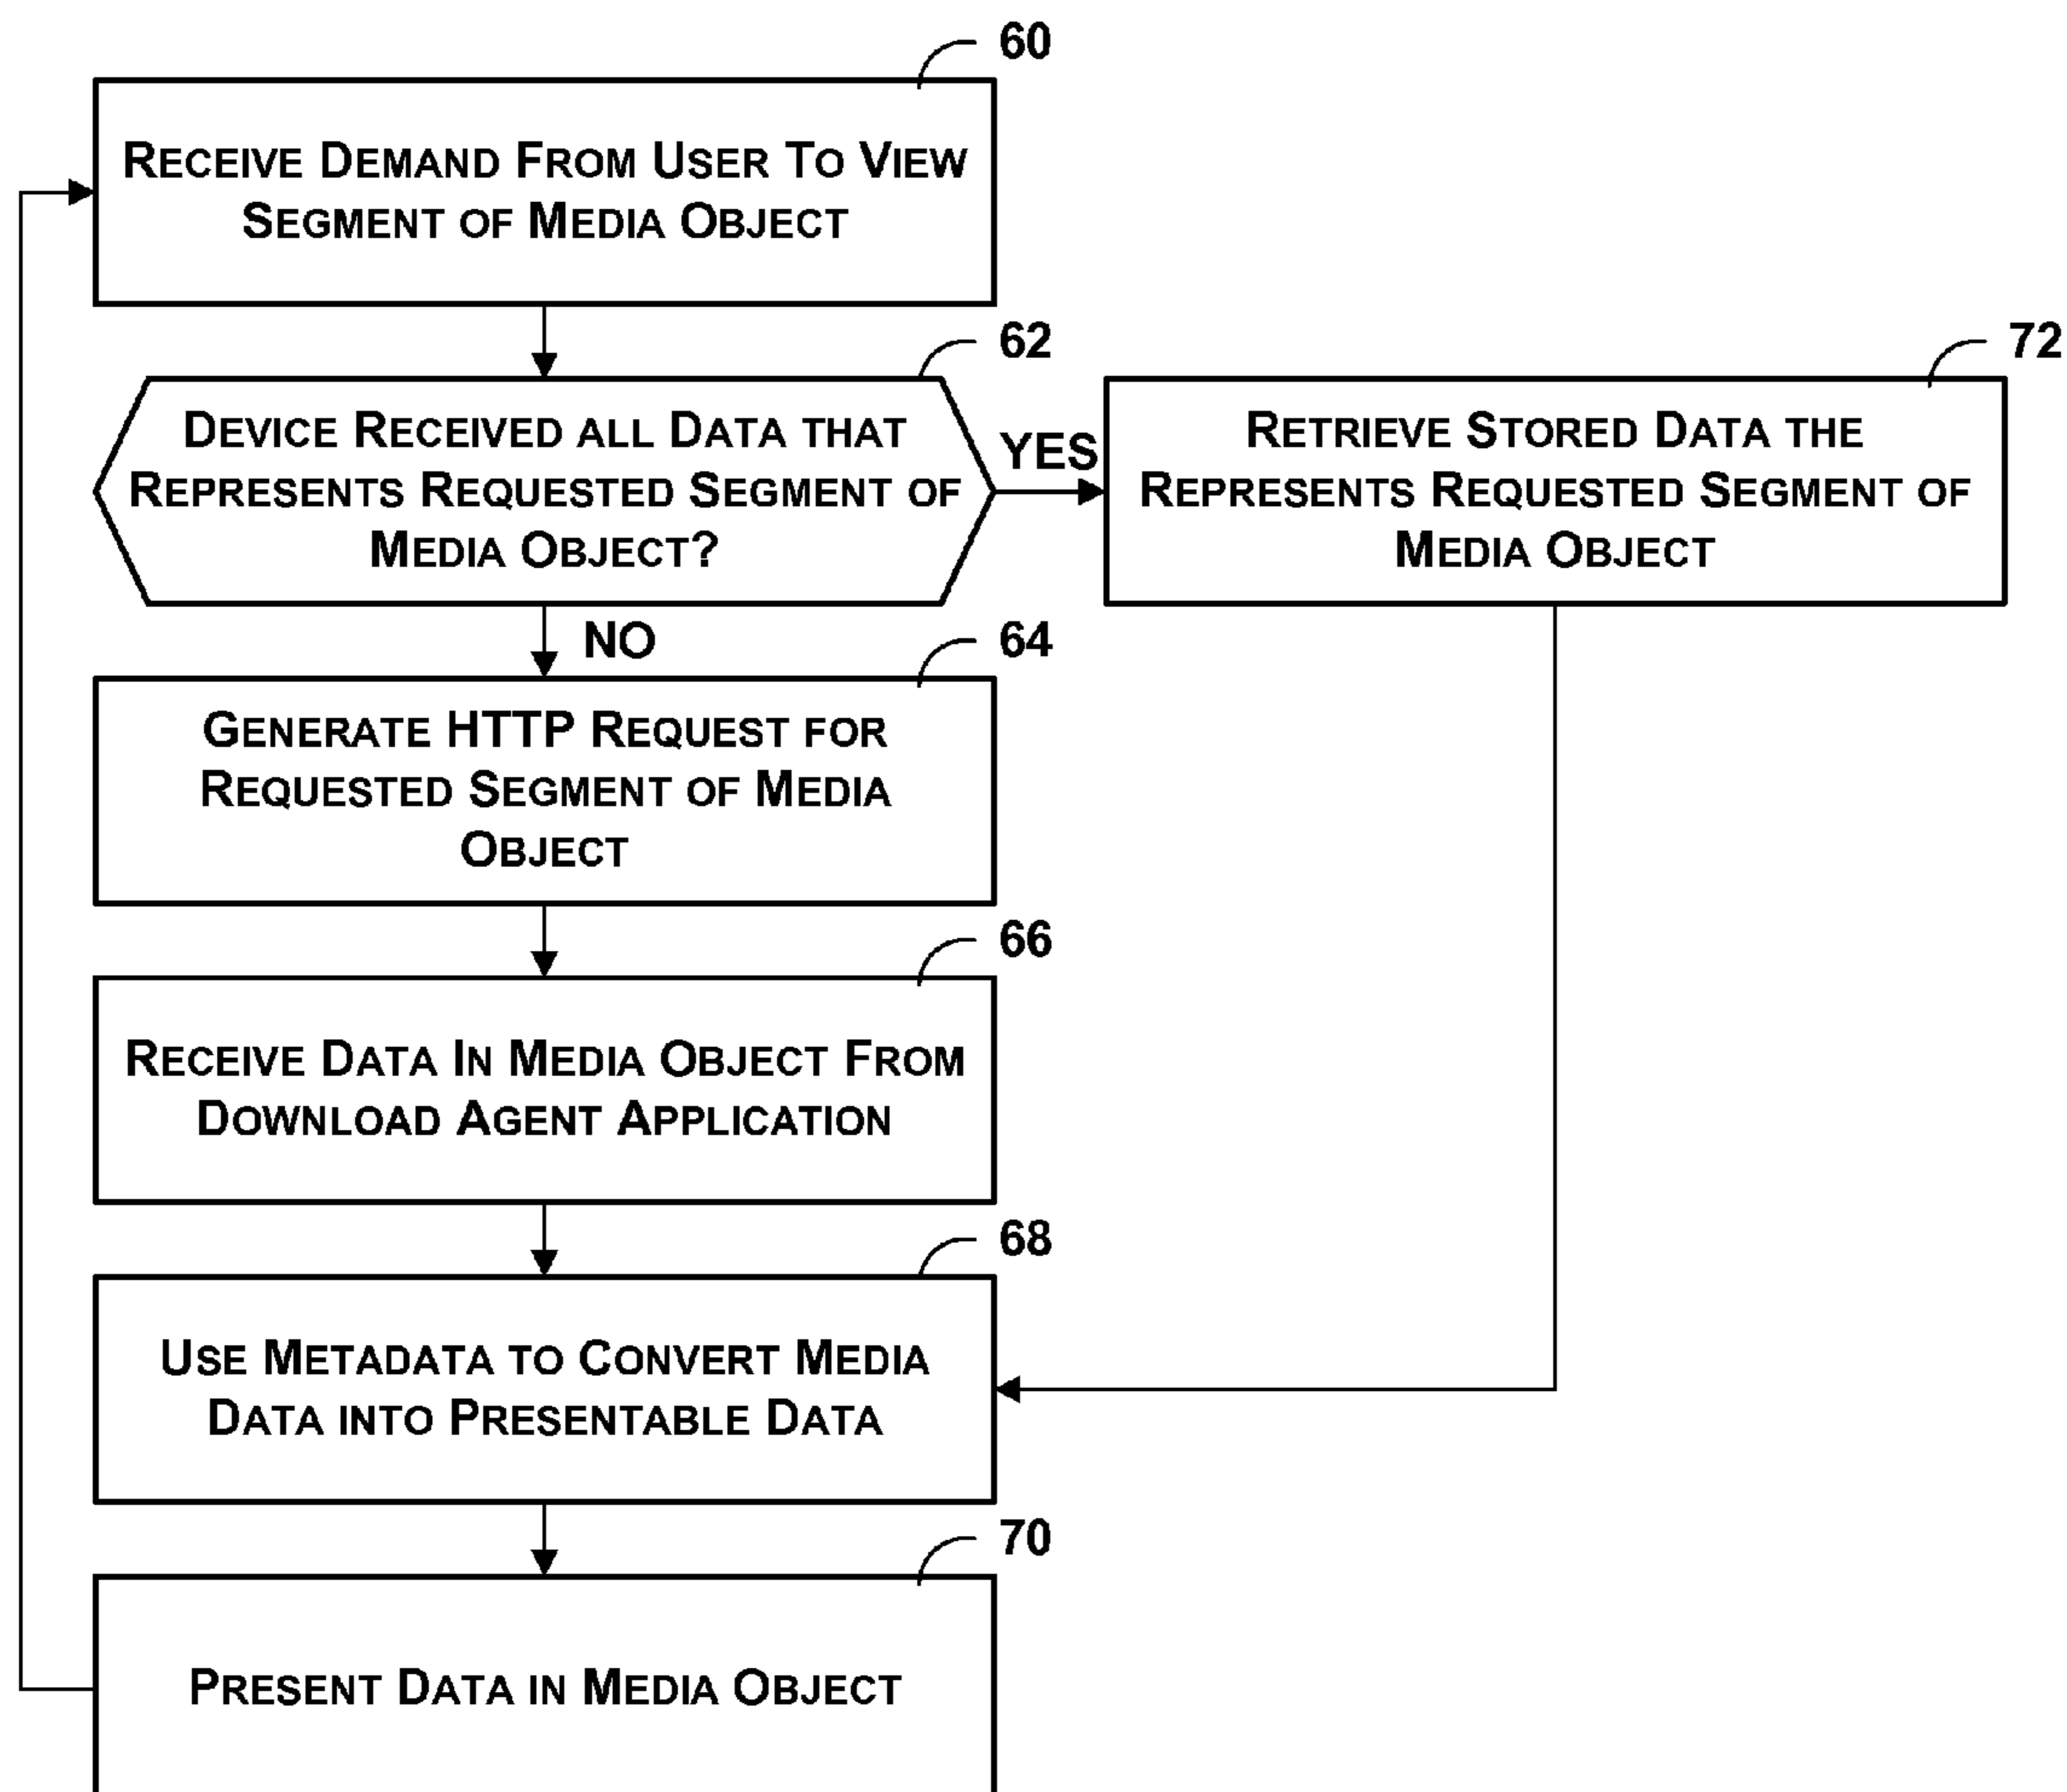 60
RECEIVE DEMAND FROM USER TO VIEW
SEGMENT OF MEDIA OBJECT
62
DEVICE RECEIVED ALL DATA THAT
REPRESENTS REQUESTED SEGMENT OF
MEDIA OBJECT?
YES
72
RETRIEVE STORED DATA THE
REPRESENTS REQUESTED SEGMENT OF
MEDIA OBJECT
NO
64
GENERATE HTTP REQUEST FOR
REQUESTED SEGMENT OF MEDIA
OBJECT
66
RECEIVE DATA IN MEDIA OBJECT FROM
DOWNLOAD AGENT APPLICATION
68
USE METADATA TO CONVERT MEDIA
DATA INTO PRESENTABLE DATA
70
PRESENT DATA IN MEDIA OBJECT